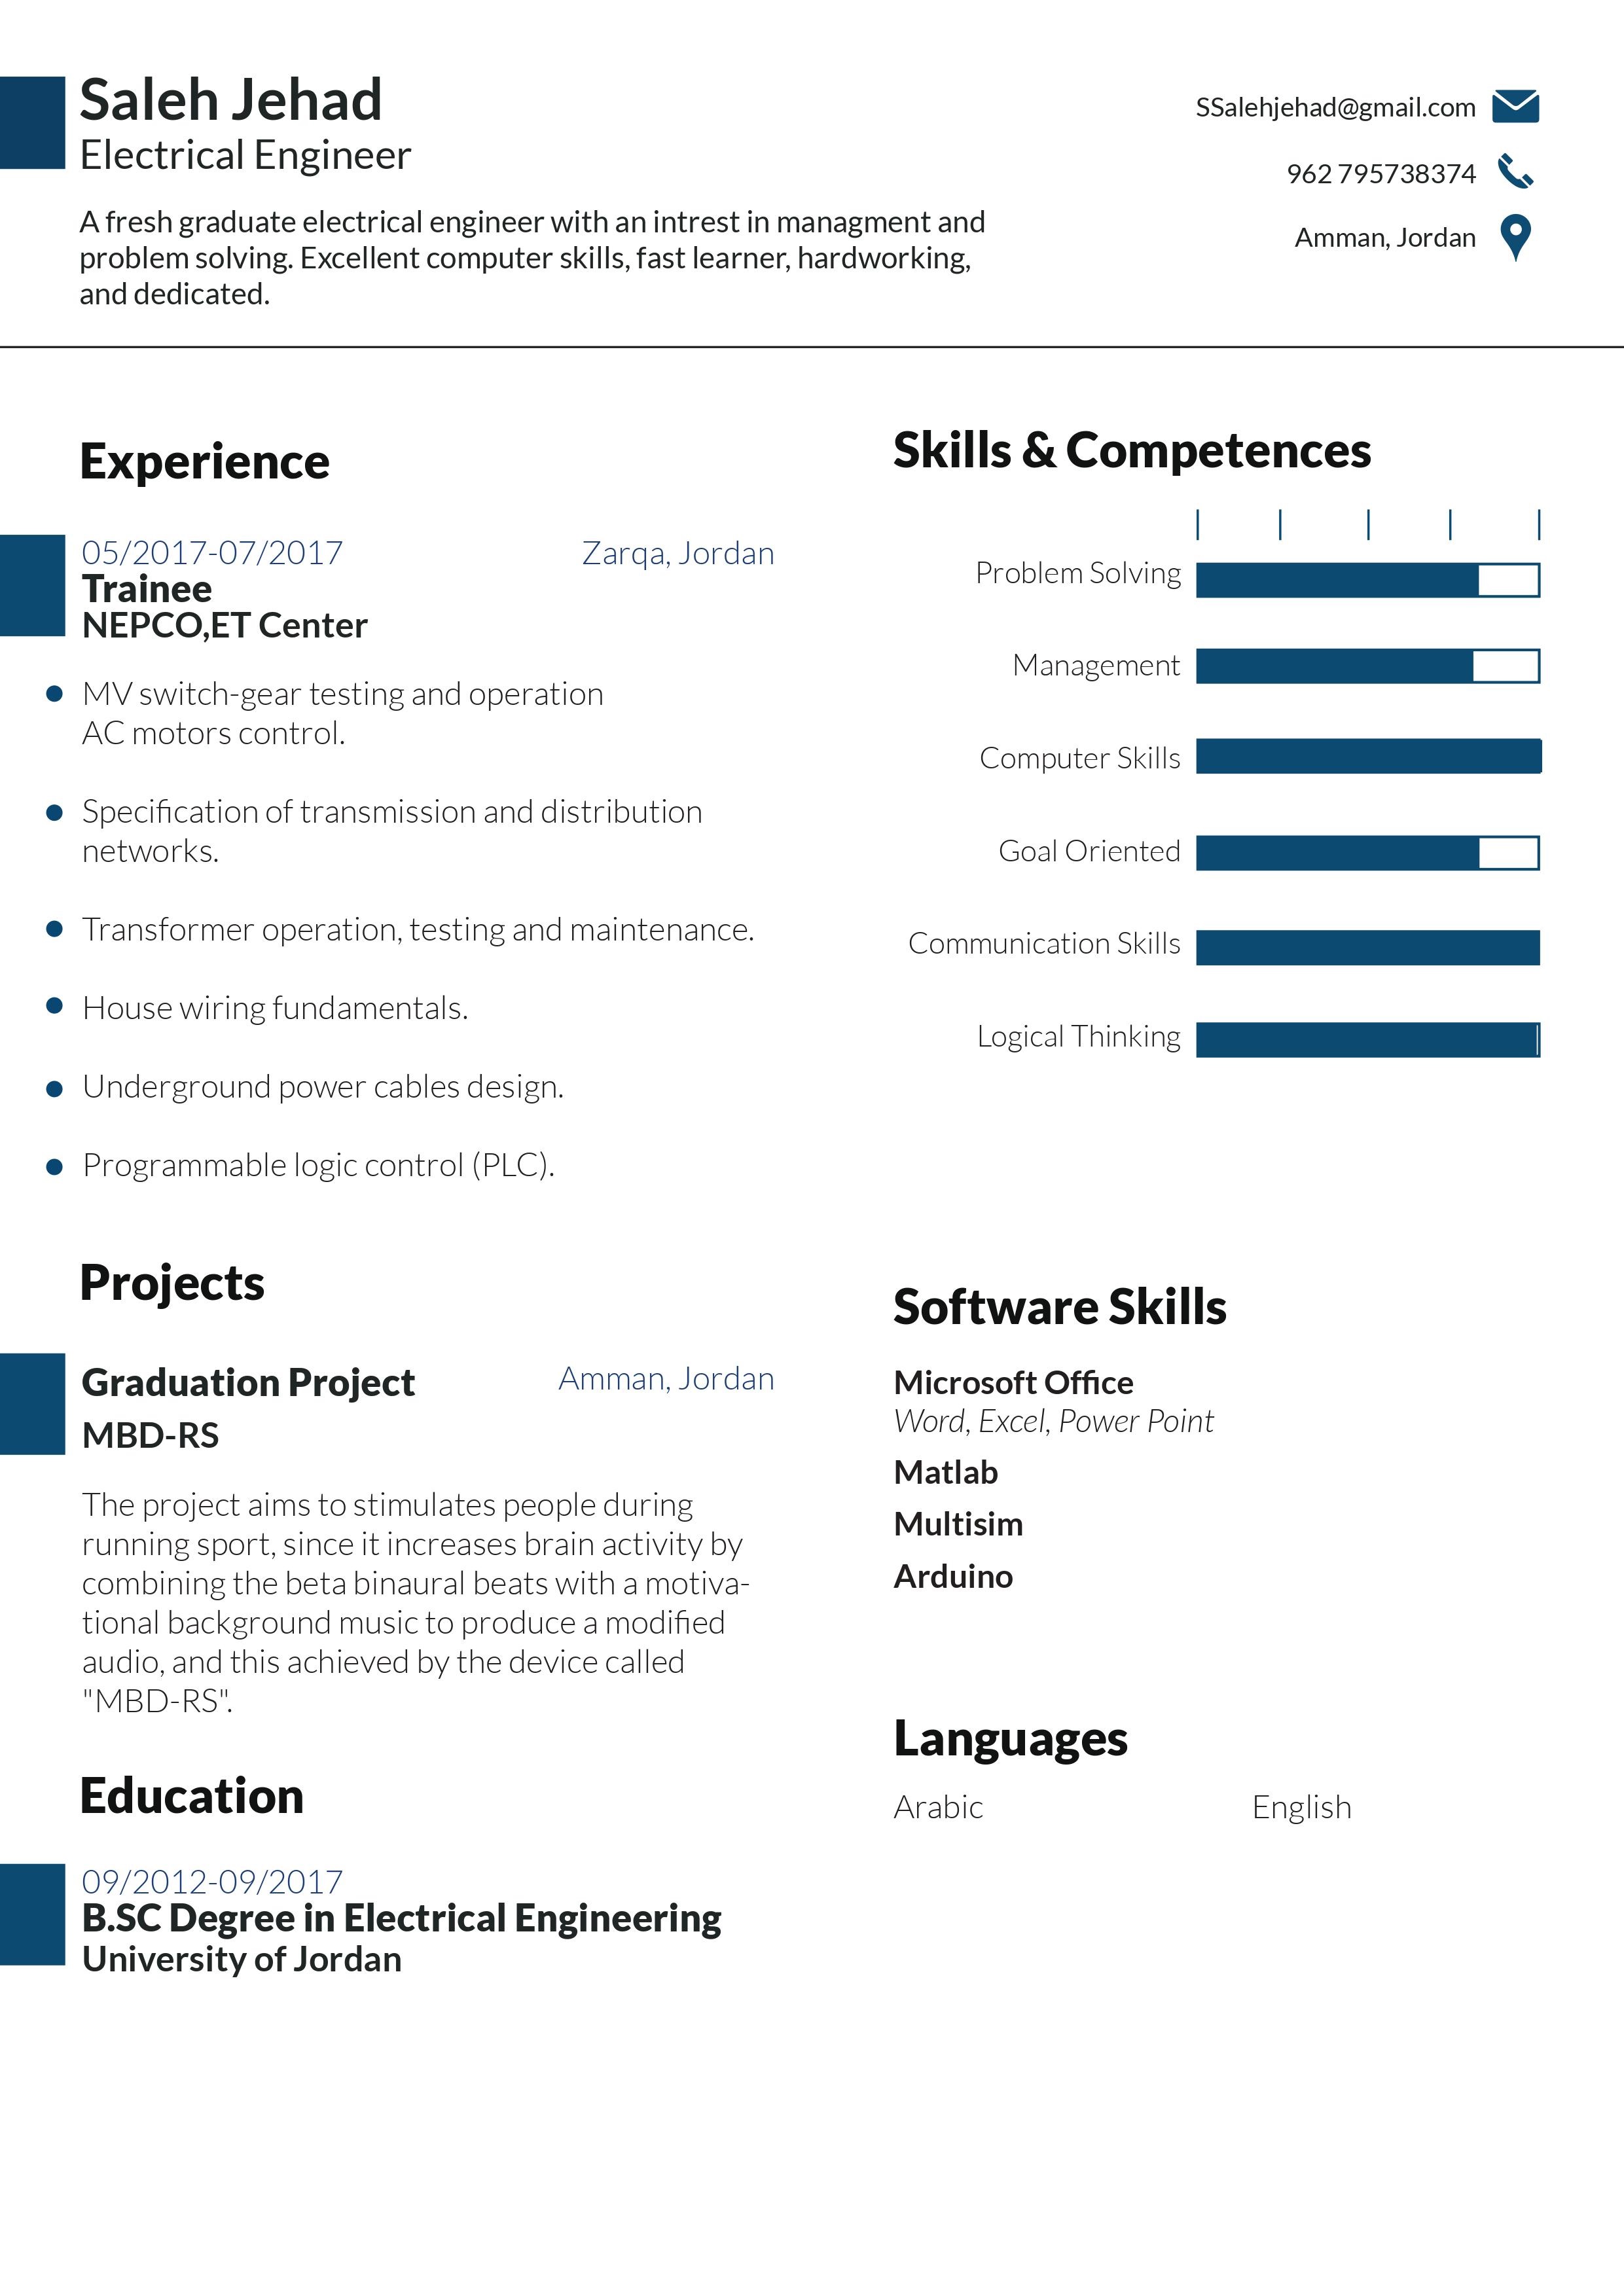 Saleh Jehad
Electrical Engineer
A fresh graduate electrical engineer with an intrest in managment and
problem solving. Excellent computer skills, fast learner, hardworking,
and dedicated.
SSalehjehad@gmail.com
962 795738374
Amman, Jordan
Experience
05/2017-07/2017
Zarqa, Jordan
Trainee
NEPCO,ET Center
MV switch-gear testing and operation
AC motors control.
Specification of transmission and distribution
networks.
Transformer operation, testing and maintenance.
House wiring fundamentals.
Underground power cables design.
Programmable logic control (PLC).
Projects
Graduation Project
Amman, Jordan
MBD-RS
The project aims to stimulates people during
running sport, since it increases brain activity by
combining the beta binaural beats with a motiva-
tional background music to produce a modified
audio, and this achieved by the device called
"MBD-RS".
Education
09/2012-09/2017
B.SC Degree in Electrical Engineering
University of Jordan
Skills & Competences
Problem Solving
Management
Computer Skills
Goal Oriented
Communication Skills
Logical Thinking
Software Skills
Microsoft Office
Word, Excel, Power Point
Matlab
Multisim
Arduino
Languages
Arabic
English